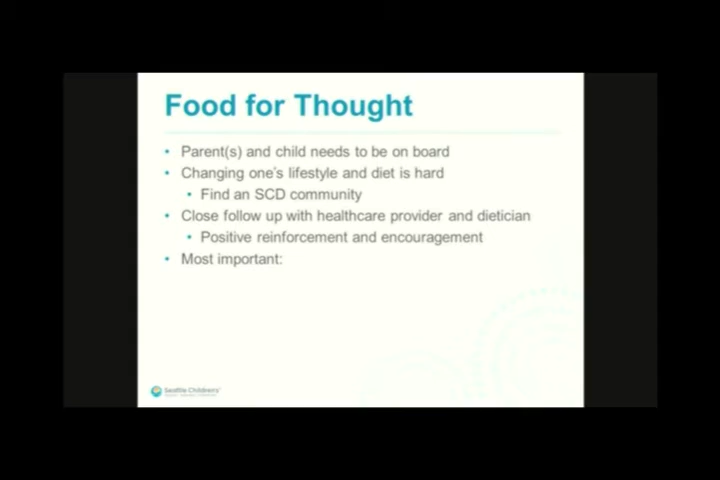 Food for Thought
• Parent(s) and child needs to be on board
• Changing one's lifestyle and diet is hard
• Find an SCD community
• Close follow up with healthcare provider and dietician
• Positive reinforcement and encouragement
• Most important:
Seattle Children's